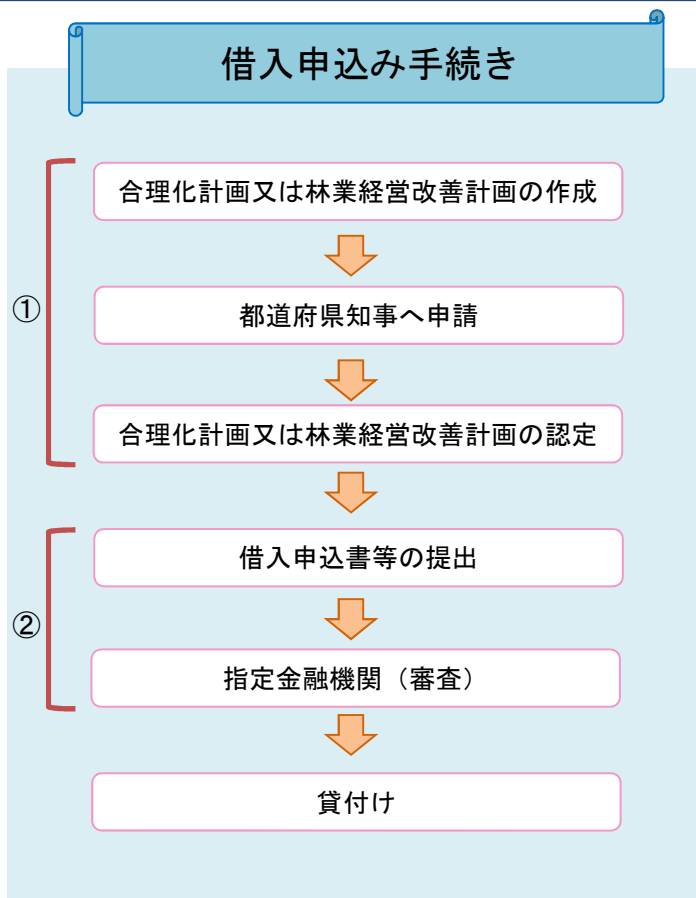 借入申込み手続き
①
合理化計画又は林業経営改善計画の作成
都道府県知事へ申請
合理化計画又は林業経営改善計画の認定
②
借入申込書等の提出
指定金融機関（審査）
貸付け